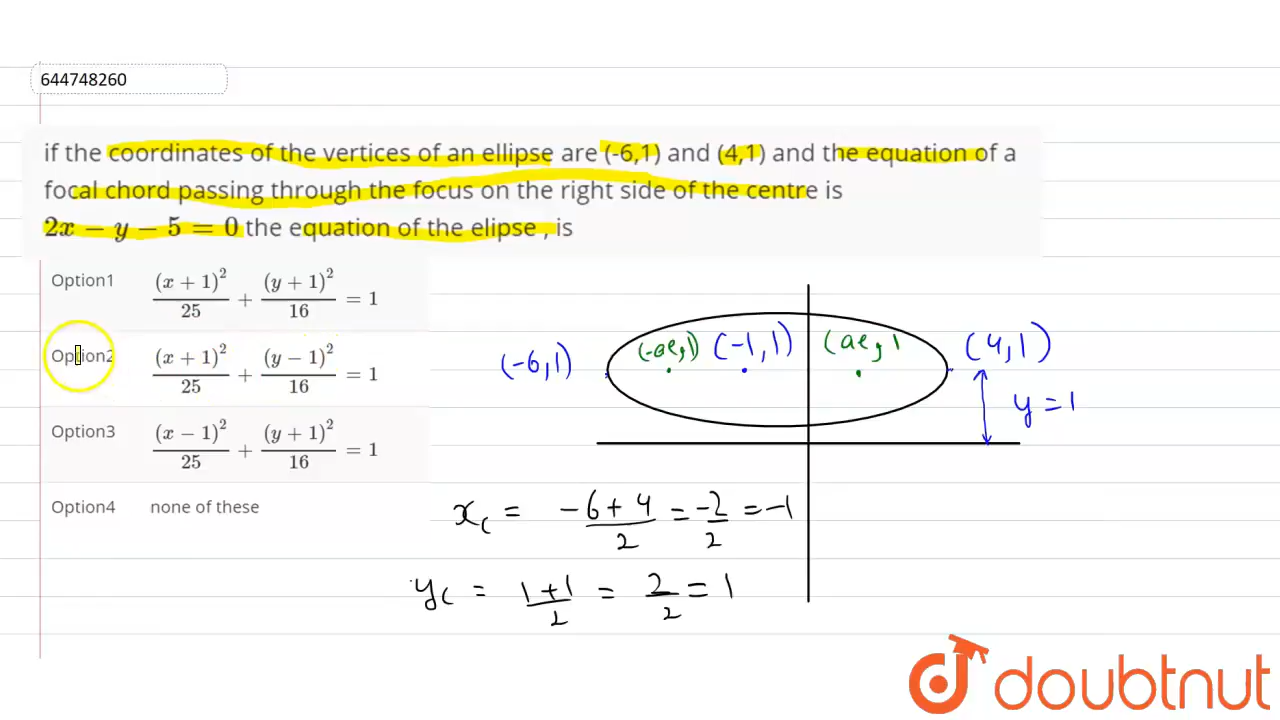 644748260
if the coordinates of the vertices of an ellipse are (-6,1) and (4,1) and the equation of a
focal chord passing through the focus on the right side of the centre is
2x − y − 5 = 0 the equation of the elipse , is
Option1 (x + 1)²/25 + (y + 1)²/16 = 1
Option2 (x + 1)²/25 + (y − 1)²/16 = 1
Option3 (x − 1)²/25 + (y + 1)²/16 = 1
Option4 none of these
(-6,1) (-ae,1) (-1,1) (ae,1 (4,1)
y = 1
x_c = -6+4/2 = -2/2 = -1
y_c = 1+1/2 = 2/2 = 1
doubtnut